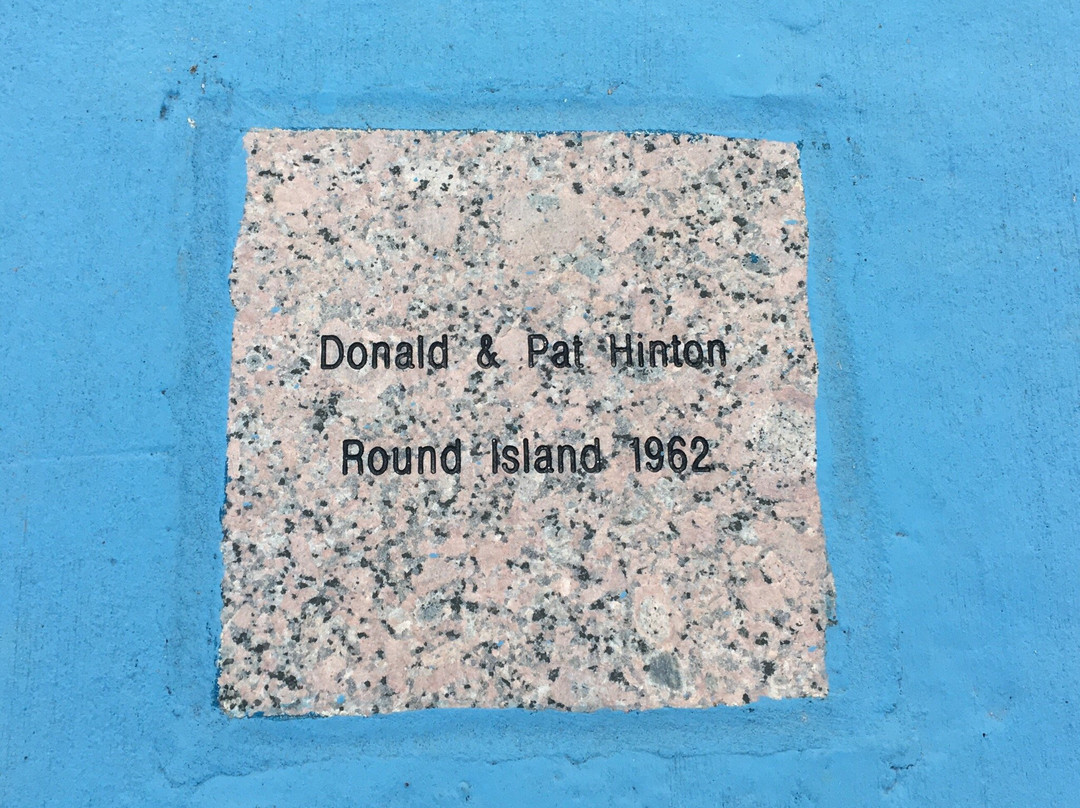 Donald & Pat Hinton
Round Island 1962